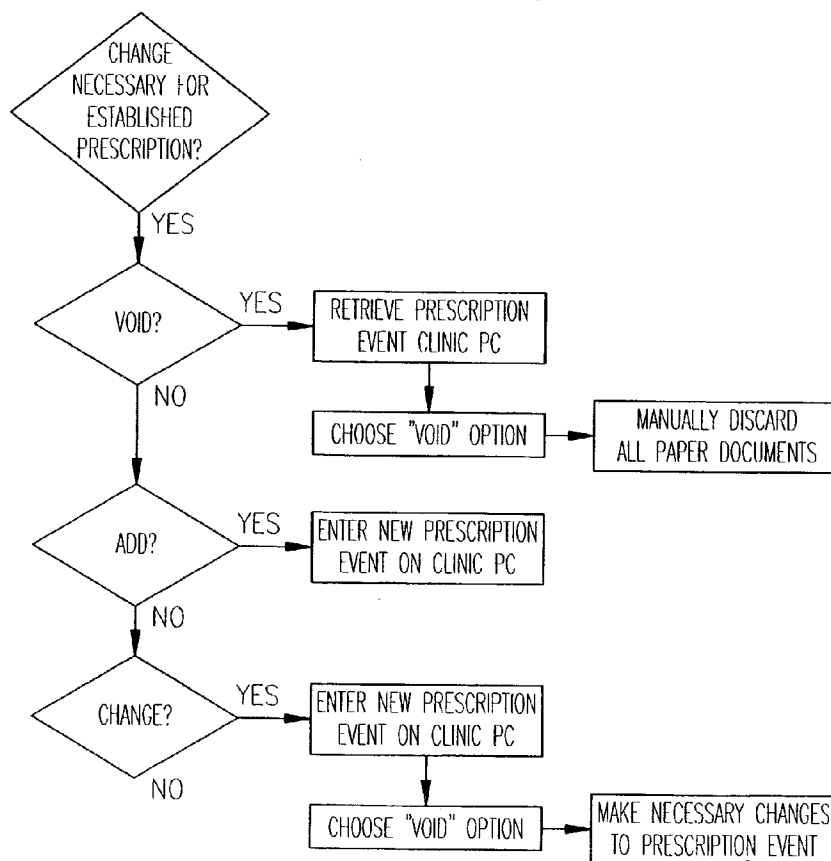 CHANGE
NECESSARY FOR
ESTABLISHED
PRESCRIPTION?
YES
VOID?
YES
RETRIEVE PRESCRIPTION
EVENT CLINIC PC
NO
CHOOSE "VOID" OPTION
MANUALLY DISCARD
ALL PAPER DOCUMENTS
ADD?
YES
ENTER NEW PRESCRIPTION
EVENT ON CLINIC PC
NO
CHANGE?
YES
ENTER NEW PRESCRIPTION
EVENT ON CLINIC PC
NO
CHOOSE "VOID" OPTION
MAKE NECESSARY CHANGES
TO PRESCRIPTION EVENT